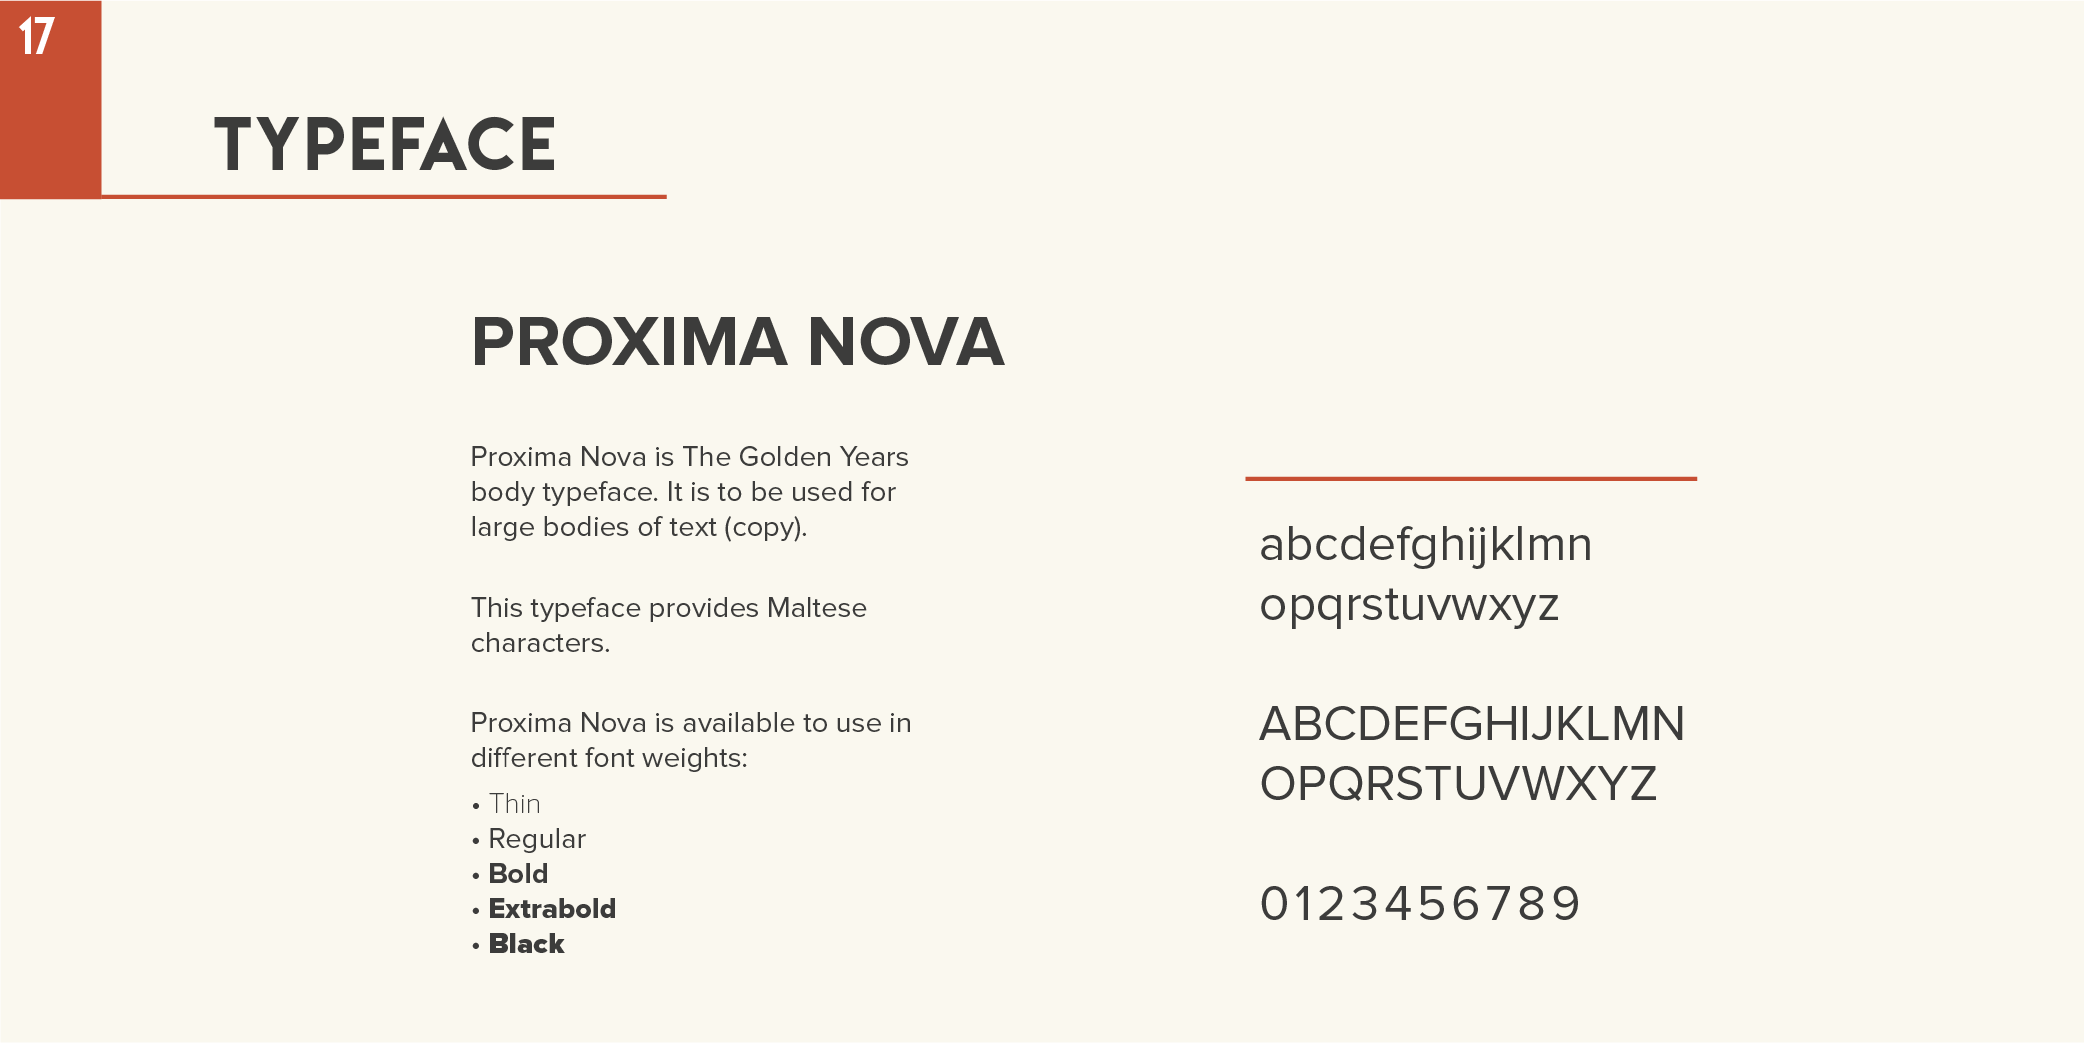 17
TYPEFACE
PROXIMA NOVA
Proxima Nova is The Golden Years
body typeface. It is to be used for
large bodies of text (copy).
This typeface provides Maltese
characters.
Proxima Nova is available to use in
different font weights:
• Thin
• Regular
• Bold
• Extrabold
• Black
abcdefghijklmn
opqrstuvwxyz
ABCDEFGHIJKLMN
OPQRSTUVWXYZ
0123456789